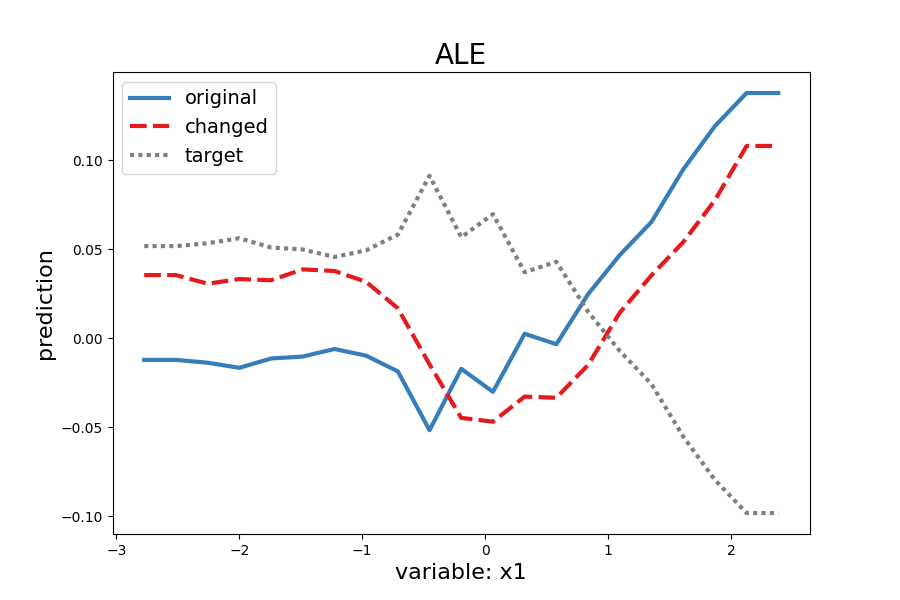 ALE
original
changed
target
prediction
0.10
0.05
0.00
−0.05
−0.10
−3
−2
−1
0
1
2
variable: x1